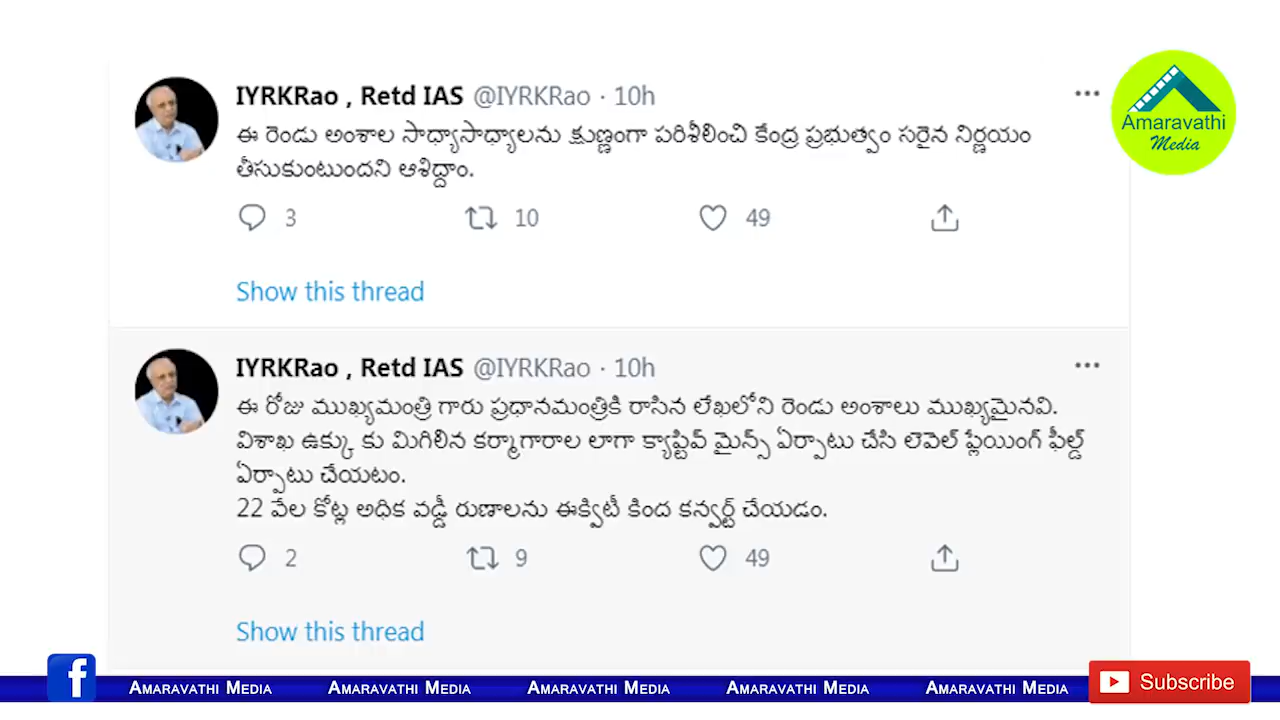 IYRKRao , Retd IAS @IYRKRao · 10h
ఈ రెండు అంశాల సాధ్యాసాధ్యాలను క్షుణ్ణంగా పరిశీలించి కేంద్ర ప్రభుత్వం సరైన నిర్ణయం
తీసుకుంటుందని ఆశిద్దాం.
3 10 49
Show this thread
IYRKRao , Retd IAS @IYRKRao · 10h
ఈ రోజు ముఖ్యమంత్రి గారు ప్రధానమంత్రికి రాసిన లేఖలోని రెండు అంశాలు ముఖ్యమైనవి.
విశాఖ ఉక్కు కు మిగిలిన కర్మాగారాల లాగా క్యాప్టివ్ మైన్స్ ఏర్పాటు చేసి లెవెల్ ప్లేయింగ్ ఫీల్డ్
ఏర్పాటు చేయటం.
22 వేల కోట్ల అధిక వడ్డీ రుణాలను ఈక్విటీ కింద కన్వర్ట్ చేయడం.
2 9 49
Show this thread
Amaravathi
Media
f Amaravathi Media Amaravathi Media Amaravathi Media Amaravathi Media Amaravathi Media Subscribe